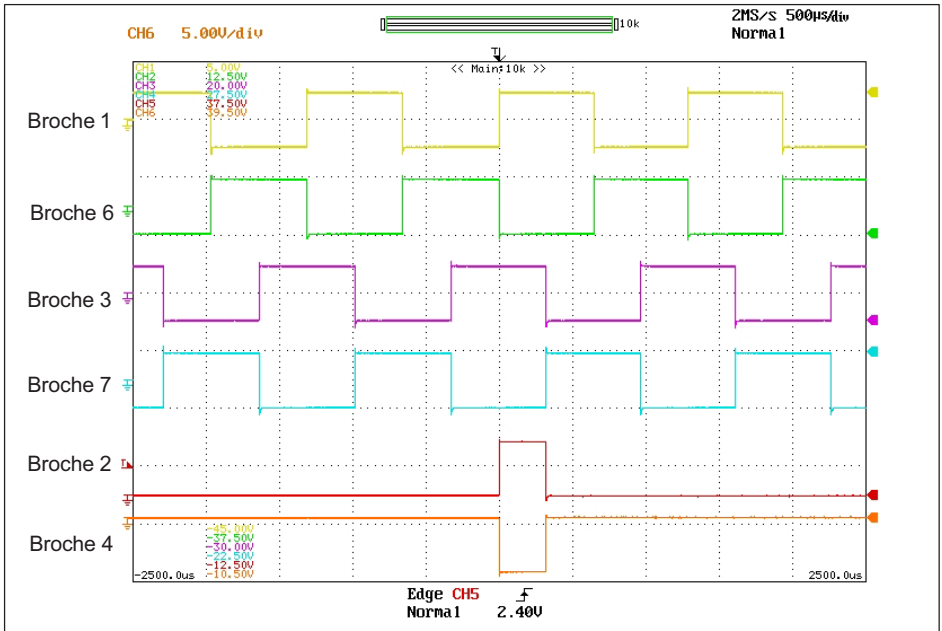 CH6 5.00V/div
10k
2MS/s 500µs/div
Normal
T
<< Main:10k >>
CH1 5.00V
CH2 12.50V
CH3 20.00V
CH4 27.50V
CH5 37.50V
CH6 39.50V
Broche 1
Broche 6
Broche 3
Broche 7
Broche 2
Broche 4
-45.00V
-37.50V
-30.00V
-22.50V
-12.50V
-10.50V
-2500.0us
2500.0us
Edge CH5
Normal 2.40V